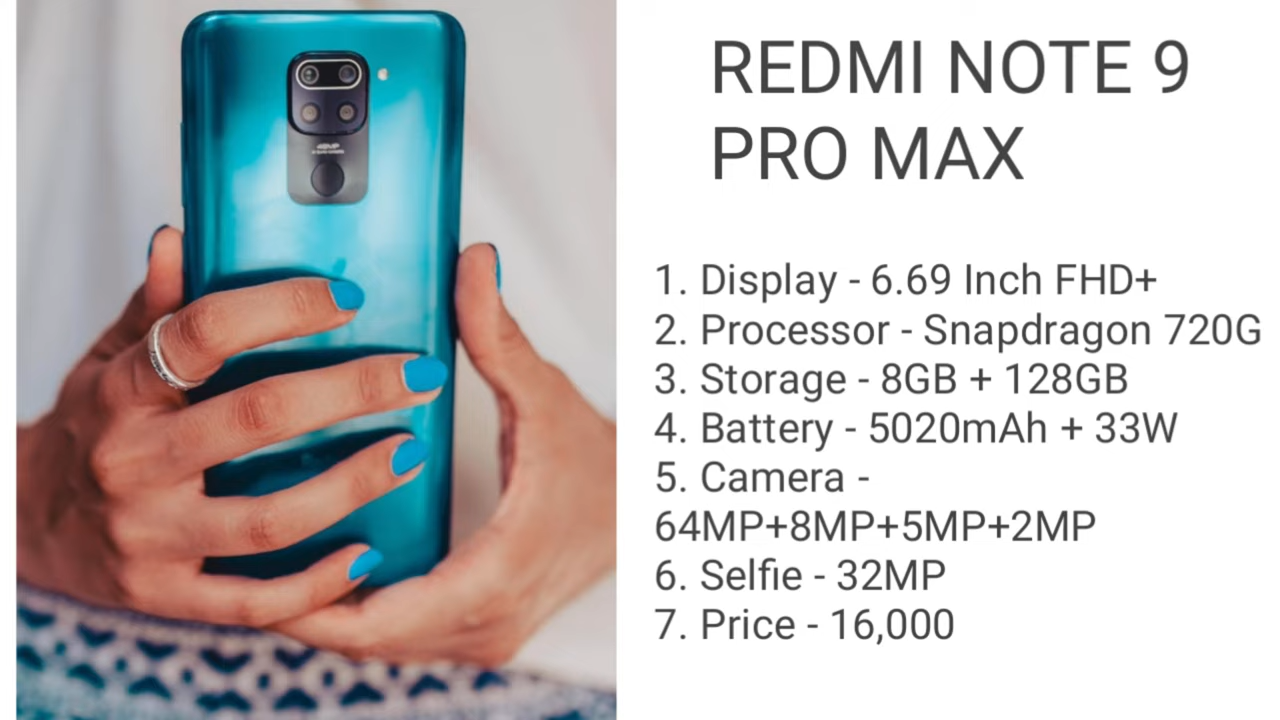 REDMI NOTE 9
PRO MAX
1. Display - 6.69 Inch FHD+
2. Processor - Snapdragon 720G
3. Storage - 8GB + 128GB
4. Battery - 5020mAh + 33W
5. Camera -
64MP+8MP+5MP+2MP
6. Selfie - 32MP
7. Price - 16,000